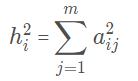 h_i^2 = \sum_{j=1}^{m} a_{ij}^2